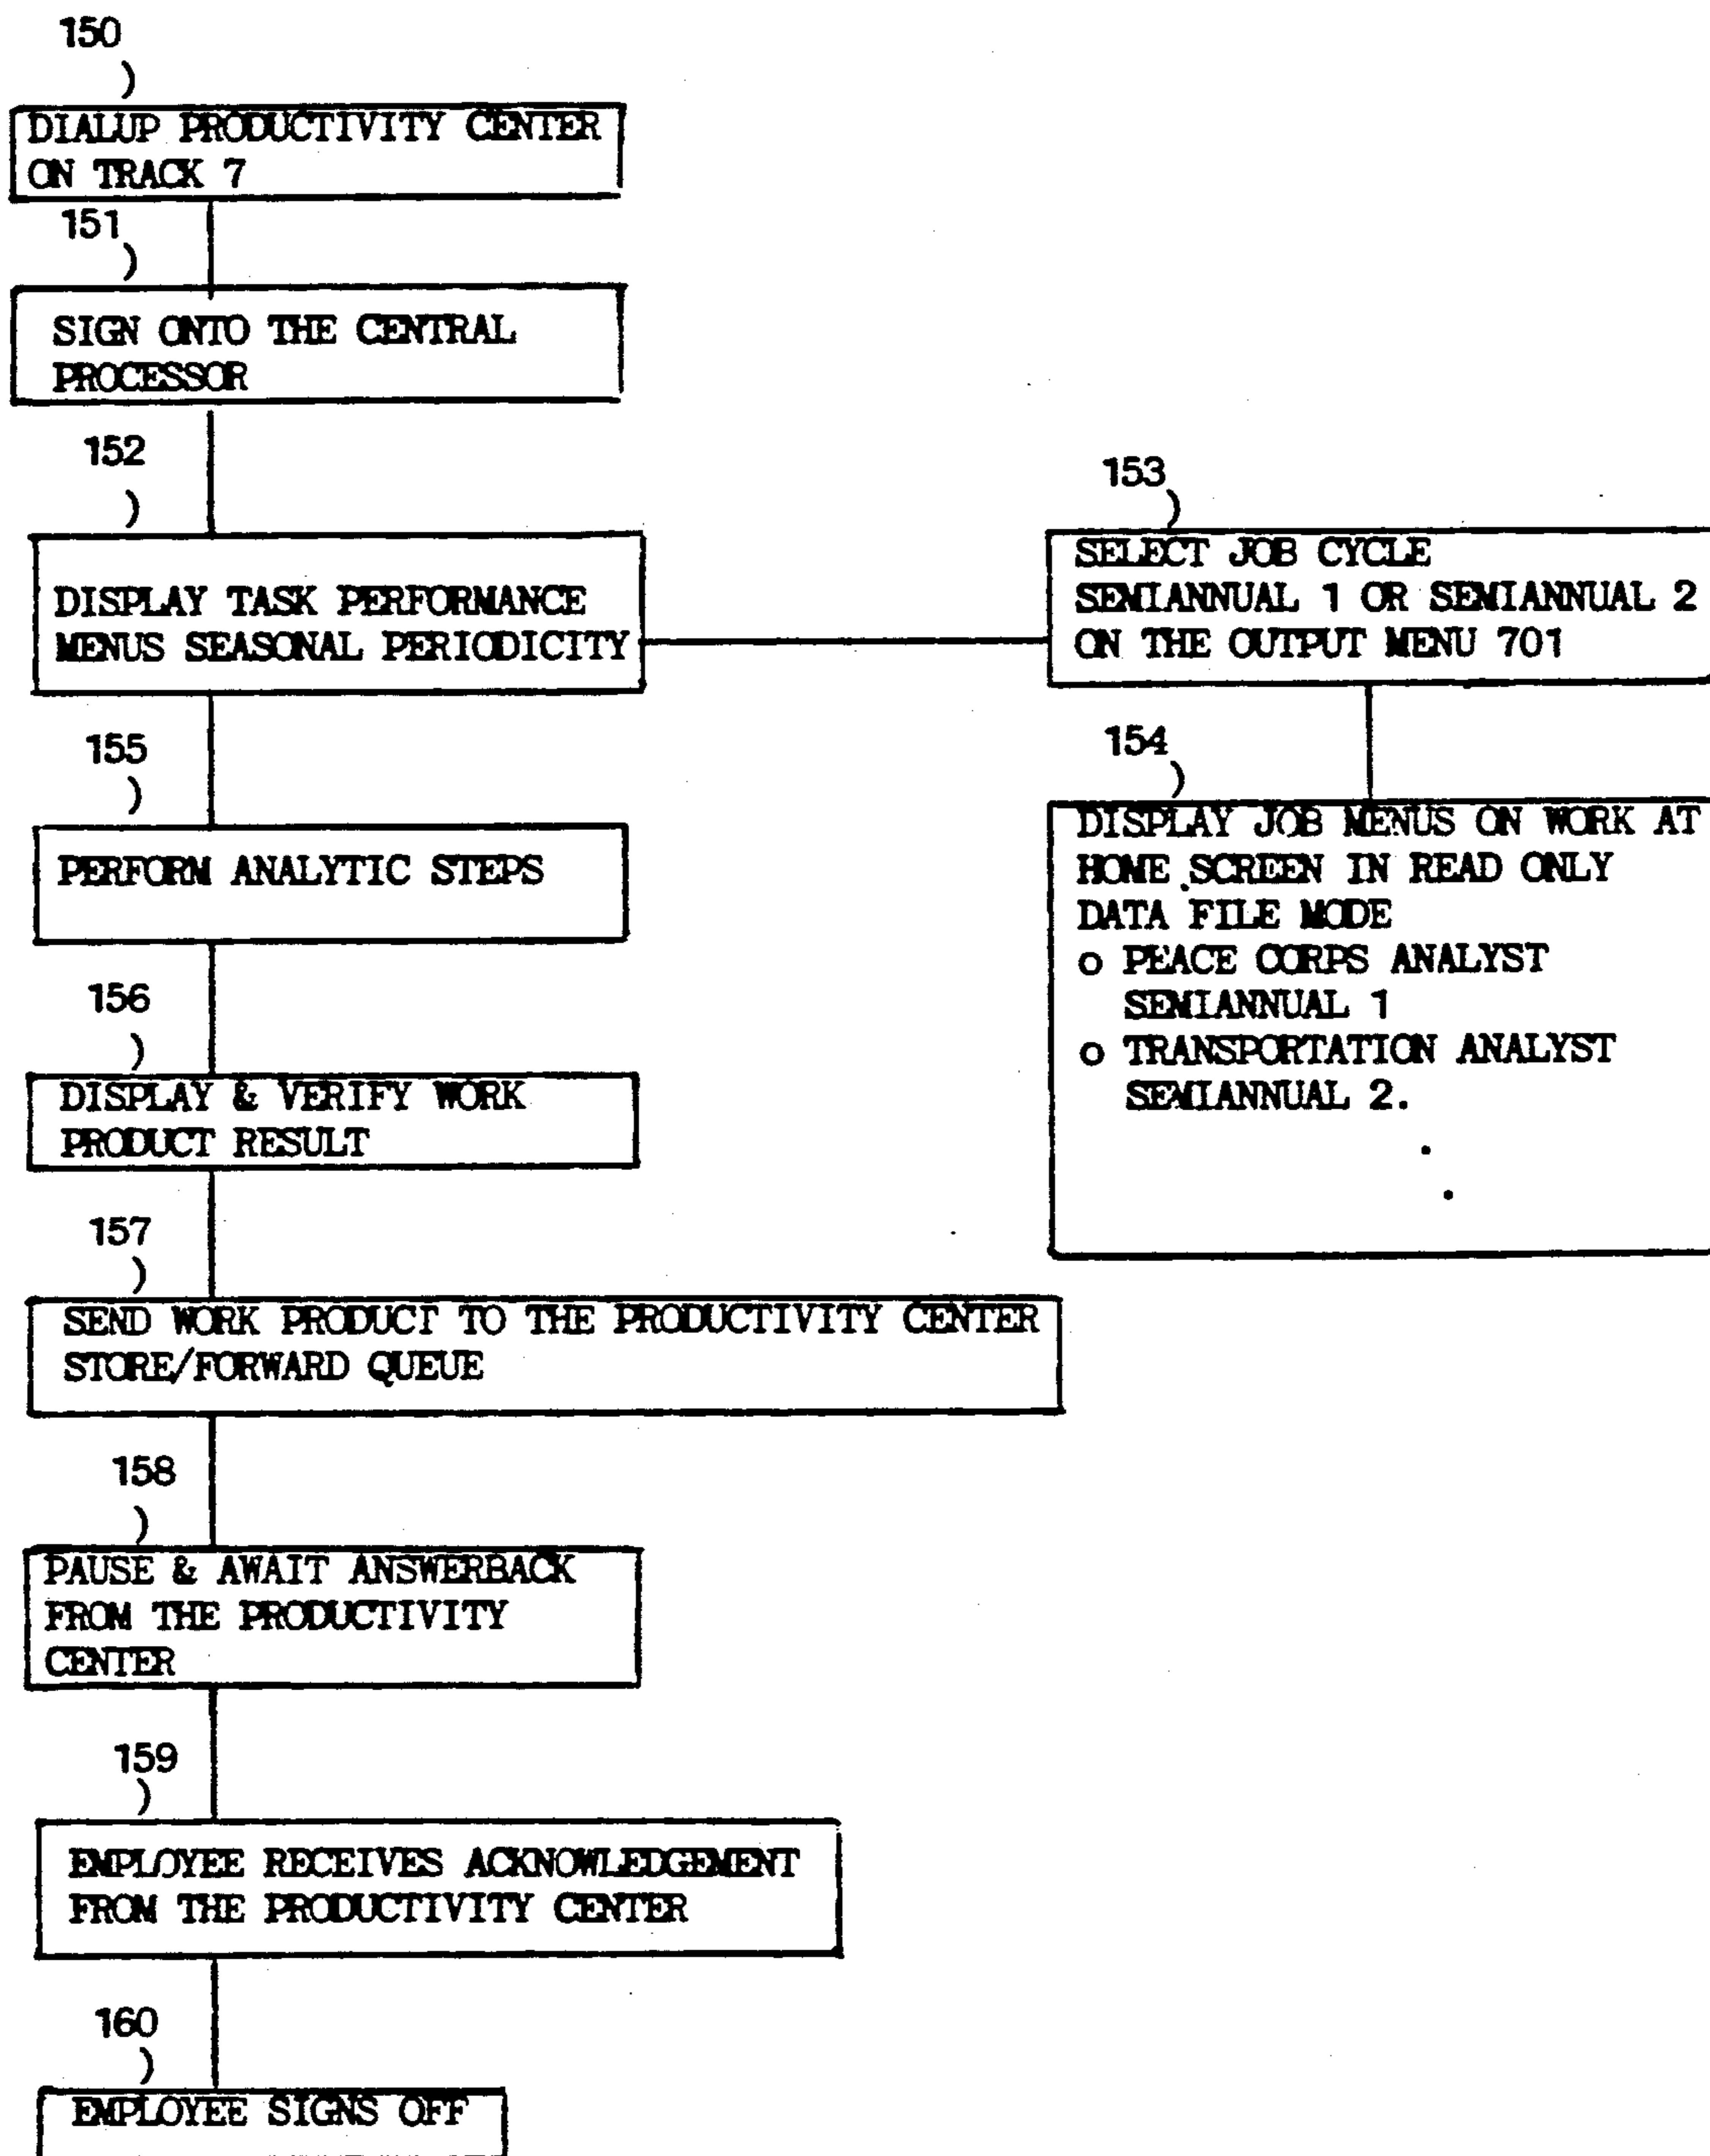 150
DIALUP PRODUCTIVITY CENTER
ON TRACK 7
151
SIGN ONTO THE CENTRAL
PROCESSOR
152
DISPLAY TASK PERFORMANCE
MENUS SEASONAL PERIODICITY
153
SELECT JOB CYCLE
SEMIANNUAL 1 OR SEMIANNUAL 2
ON THE OUTPUT MENU 701
154
DISPLAY JOB MENUS ON WORK AT
HOME SCREEN IN READ ONLY
DATA FILE MODE
o PEACE CORPS ANALYST
SEMIANNUAL 1
o TRANSPORTATION ANALYST
SEMIANNUAL 2.
.
.
155
PERFORM ANALYTIC STEPS
156
DISPLAY & VERIFY WORK
PRODUCT RESULT
157
SEND WORK PRODUCT TO THE PRODUCTIVITY CENTER
STORE/FORWARD QUEUE
158
PAUSE & AWAIT ANSWERBACK
FROM THE PRODUCTIVITY
CENTER
159
EMPLOYEE RECEIVES ACKNOWLEDGEMENT
FROM THE PRODUCTIVITY CENTER
160
EMPLOYEE SIGNS OFF